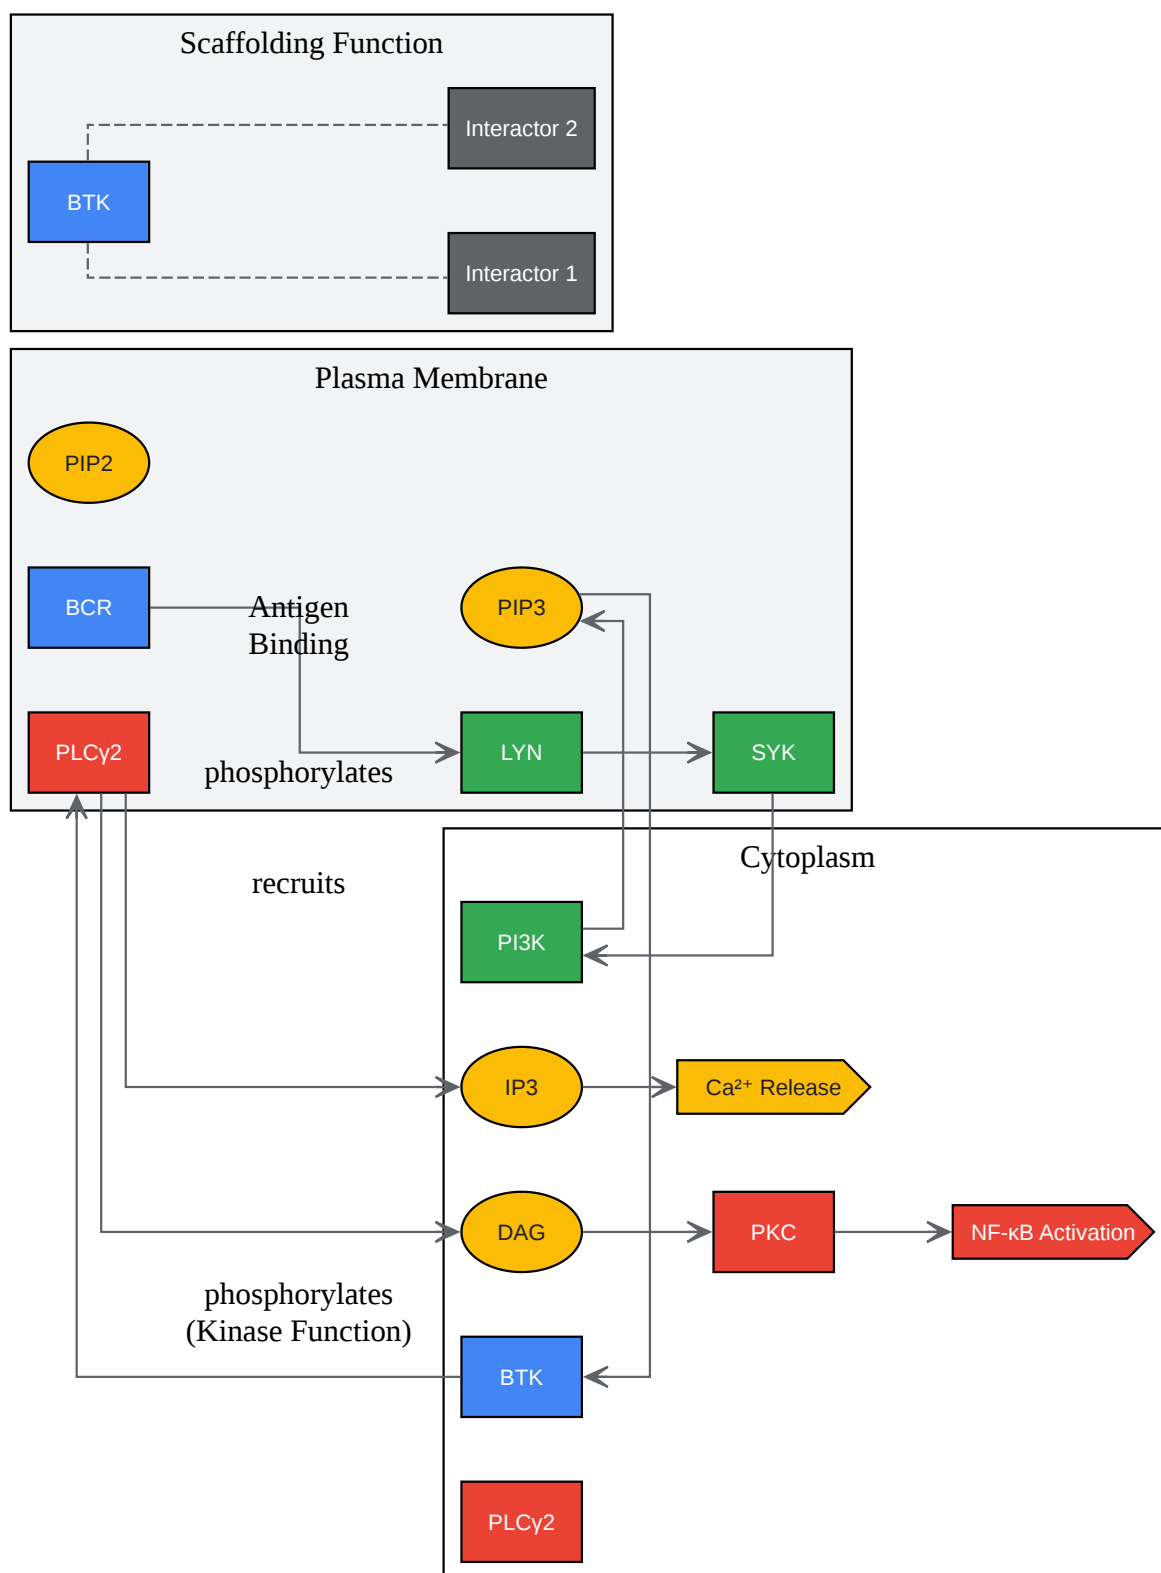 Scaffolding Function
Interactor 2
BTK
Interactor 1
Plasma Membrane
PIP2
BCR
Antigen
Binding
PIP3
PLCγ2
LYN
SYK
phosphorylates
Cytoplasm
recruits
PI3K
IP3
Ca²⁺ Release
DAG
PKC
NF-κB Activation
phosphorylates
(Kinase Function)
BTK
PLCγ2